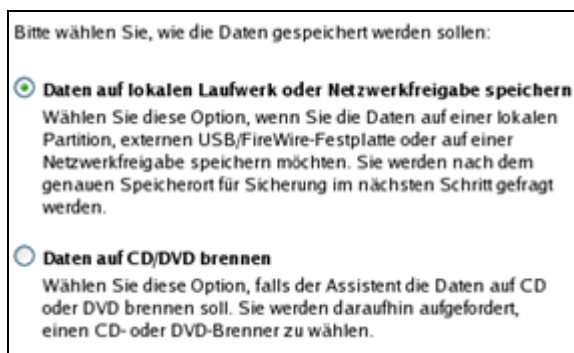 Bitte wählen Sie, wie die Daten gespeichert werden sollen:
Daten auf lokalen Laufwerk oder Netzwerkfreigabe speichern
Wählen Sie diese Option, wenn Sie die Daten auf einer lokalen
Partition, externen USB/FireWire-Festplatte oder auf einer
Netzwerkfreigabe speichern möchten. Sie werden nach dem
genauen Speicherort für Sicherung im nächsten Schritt gefragt
werden.
Daten auf CD/DVD brennen
Wählen Sie diese Option, falls der Assistent die Daten auf CD
oder DVD brennen soll. Sie werden daraufhin aufgefordert,
einen CD- oder DVD-Brenner zu wählen.